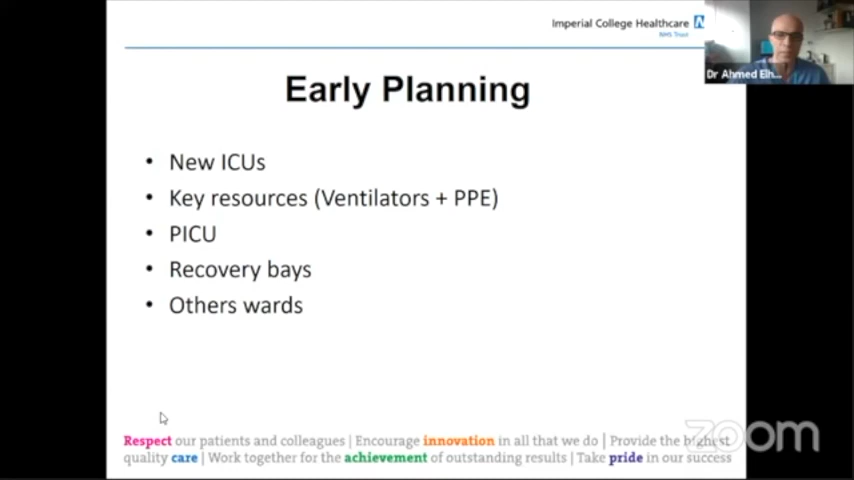 Imperial College Healthcare
NHS Trust
Dr Ahmed Elh...
Early Planning
• New ICUs
• Key resources (Ventilators + PPE)
• PICU
• Recovery bays
• Others wards
Respect our patients and colleagues | Encourage innovation in all that we do | Provide the highest
quality care | Work together for the achievement of outstanding results | Take pride in our success
zoom